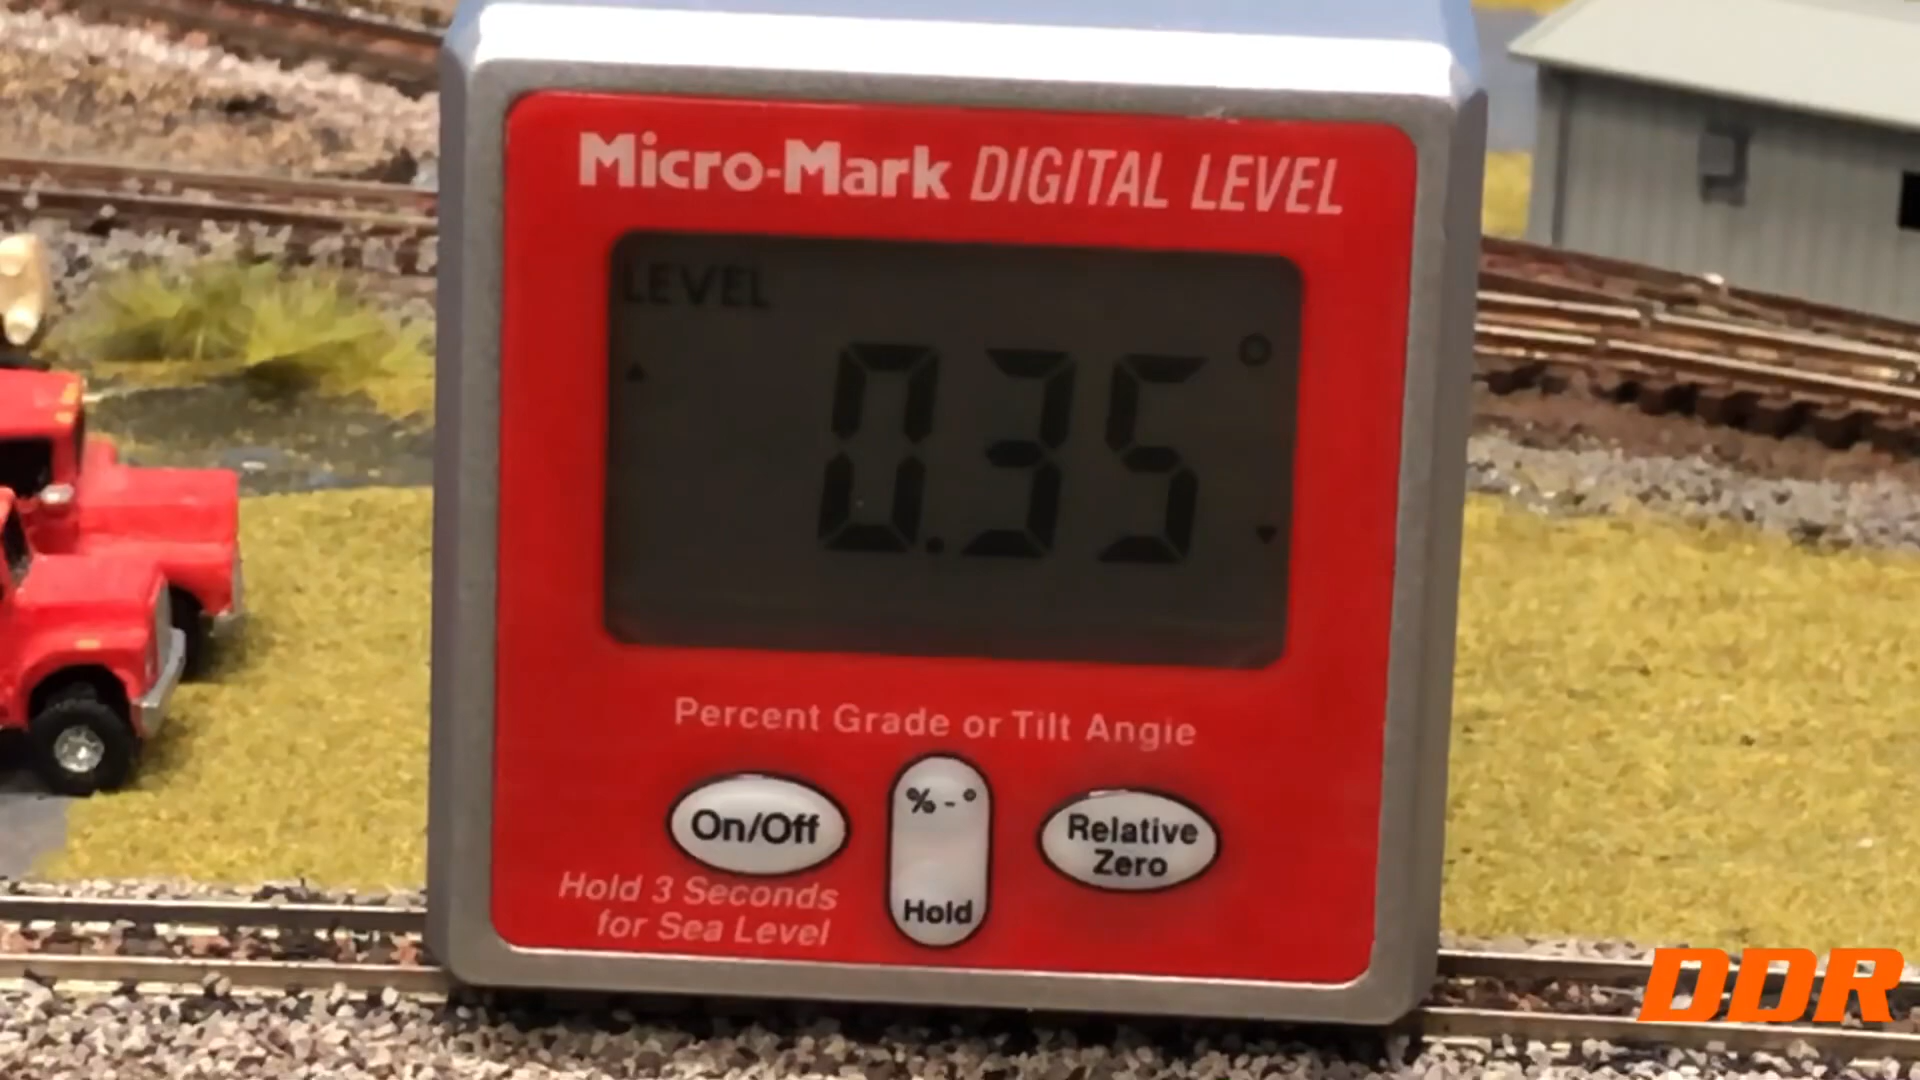 Micro-Mark DIGITAL LEVEL
LEVEL
0.35°
Percent Grade or Tilt Angle
On/Off
% - °
Hold
Relative
Zero
Hold 3 Seconds
for Sea Level
DDR